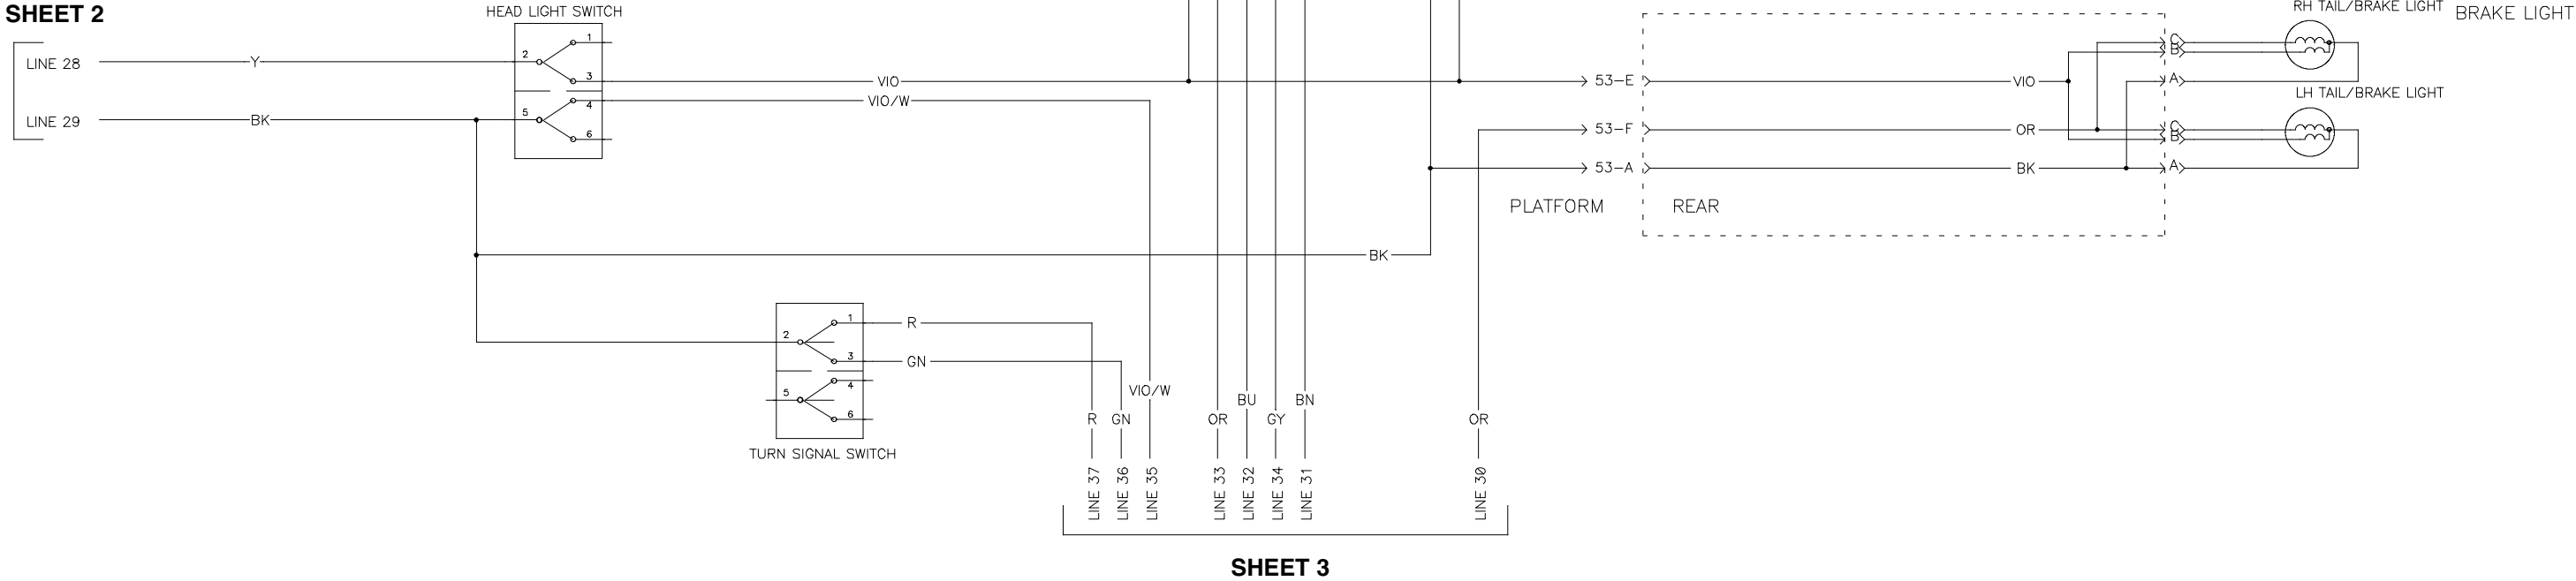 SHEET 2
HEAD LIGHT SWITCH
RH TAIL/BRAKE LIGHT
BRAKE LIGHT
LINE 28
Y
2
1
3
VIO
53-E
VIO
C
B
A
LINE 29
BK
5
4
6
VIO/W
LH TAIL/BRAKE LIGHT
53-F
OR
C
B
53-A
BK
A
PLATFORM
REAR
BK
2
1
3
R
GN
5
4
6
TURN SIGNAL SWITCH
R
GN
VIO/W
OR
BU
GY
BN
OR
LINE 37
LINE 36
LINE 35
LINE 33
LINE 32
LINE 34
LINE 31
LINE 30
SHEET 3